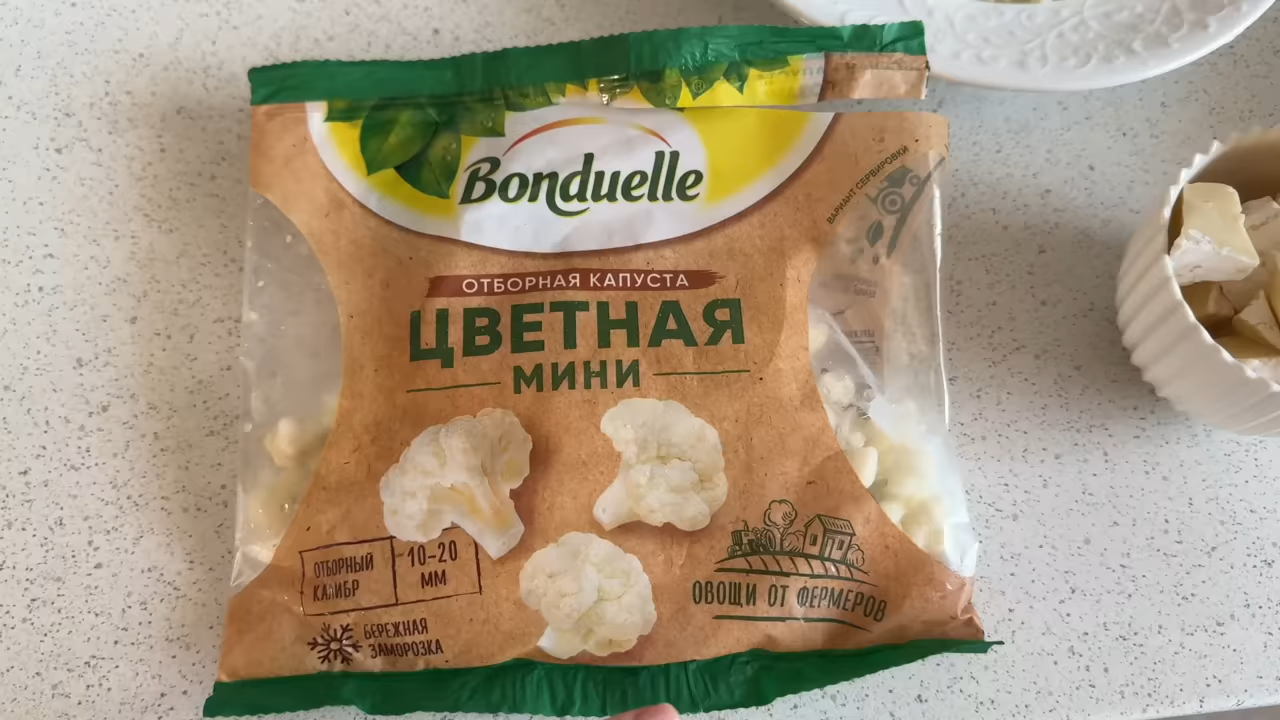 Bonduelle
ВАРИАНТ СЕРВИРОВКИ
ОТБОРНАЯ КАПУСТА
ЦВЕТНАЯ
МИНИ
ОТБОРНЫЙ
КАЛИБР
10-20
ММ
БЕРЕЖНАЯ
ЗАМОРОЗКА
ОВОЩИ ОТ ФЕРМЕРОВ